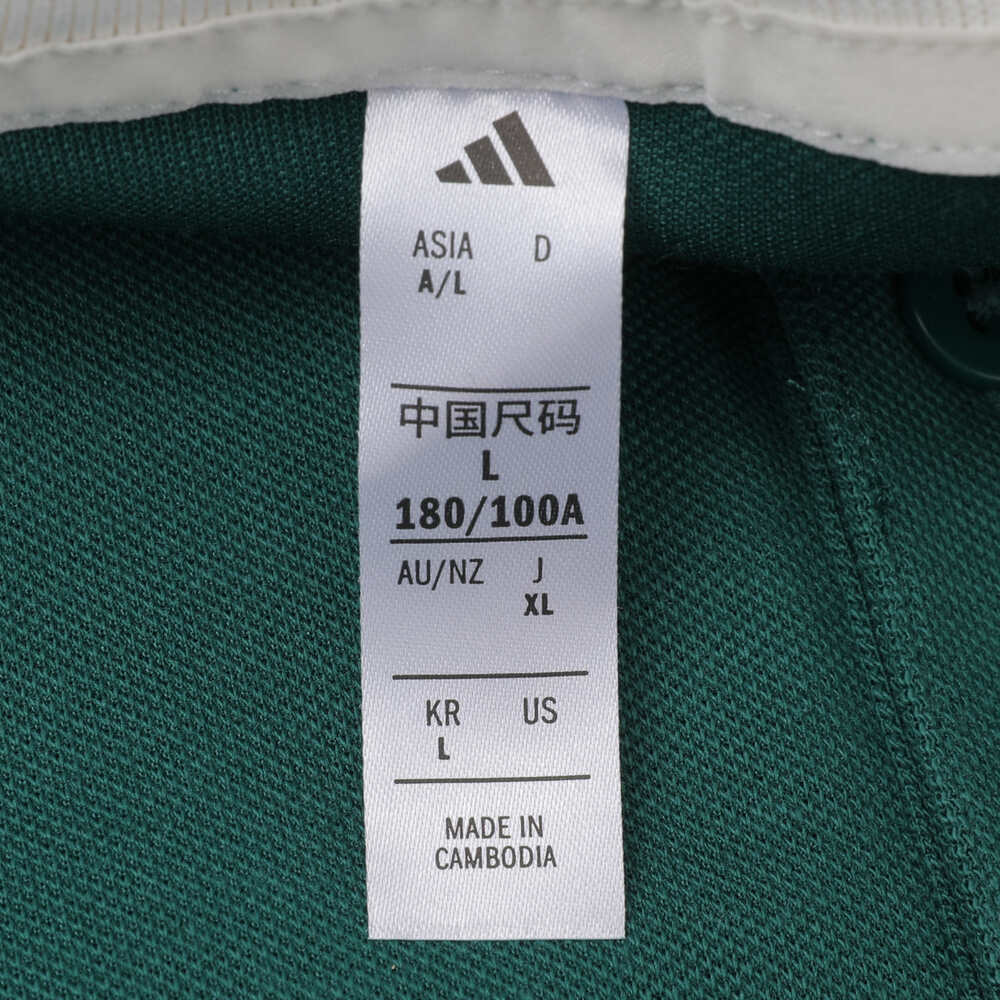 ASIA D
A/L
中国尺码
L
180/100A
AU/NZ J
XL
KR US
L
MADE IN
CAMBODIA